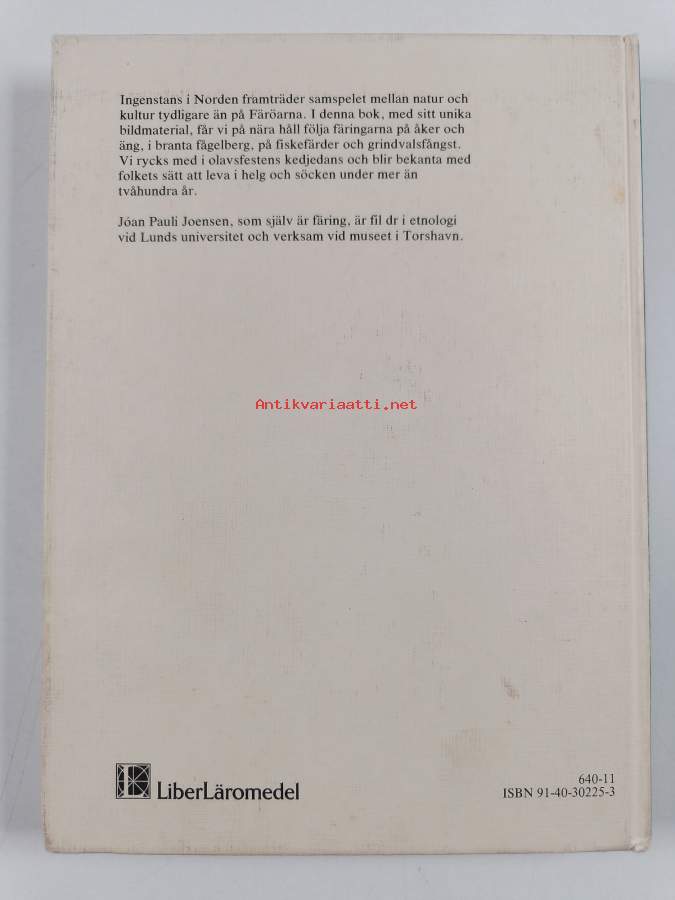 Ingenstans i Norden framträder samspelet mellan natur och
kultur tydligare än på Färöarna. I denna bok, med sitt unika
bildmaterial, får vi på nära håll följa färingarna på åker och
äng, i branta fågelberg, på fiskefärder och grindvalsfångst.
Vi rycks med i olavsfestens kedjedans och blir bekanta med
folkets sätt att leva i helg och söcken under mer än
tvåhundra år.
Jóan Pauli Joensen, som själv är färing, är fil dr i etnologi
vid Lunds universitet och verksam vid museet i Torshavn.
Antikvariaatti.net
LiberLäromedel
640-11
ISBN 91-40-30225-3